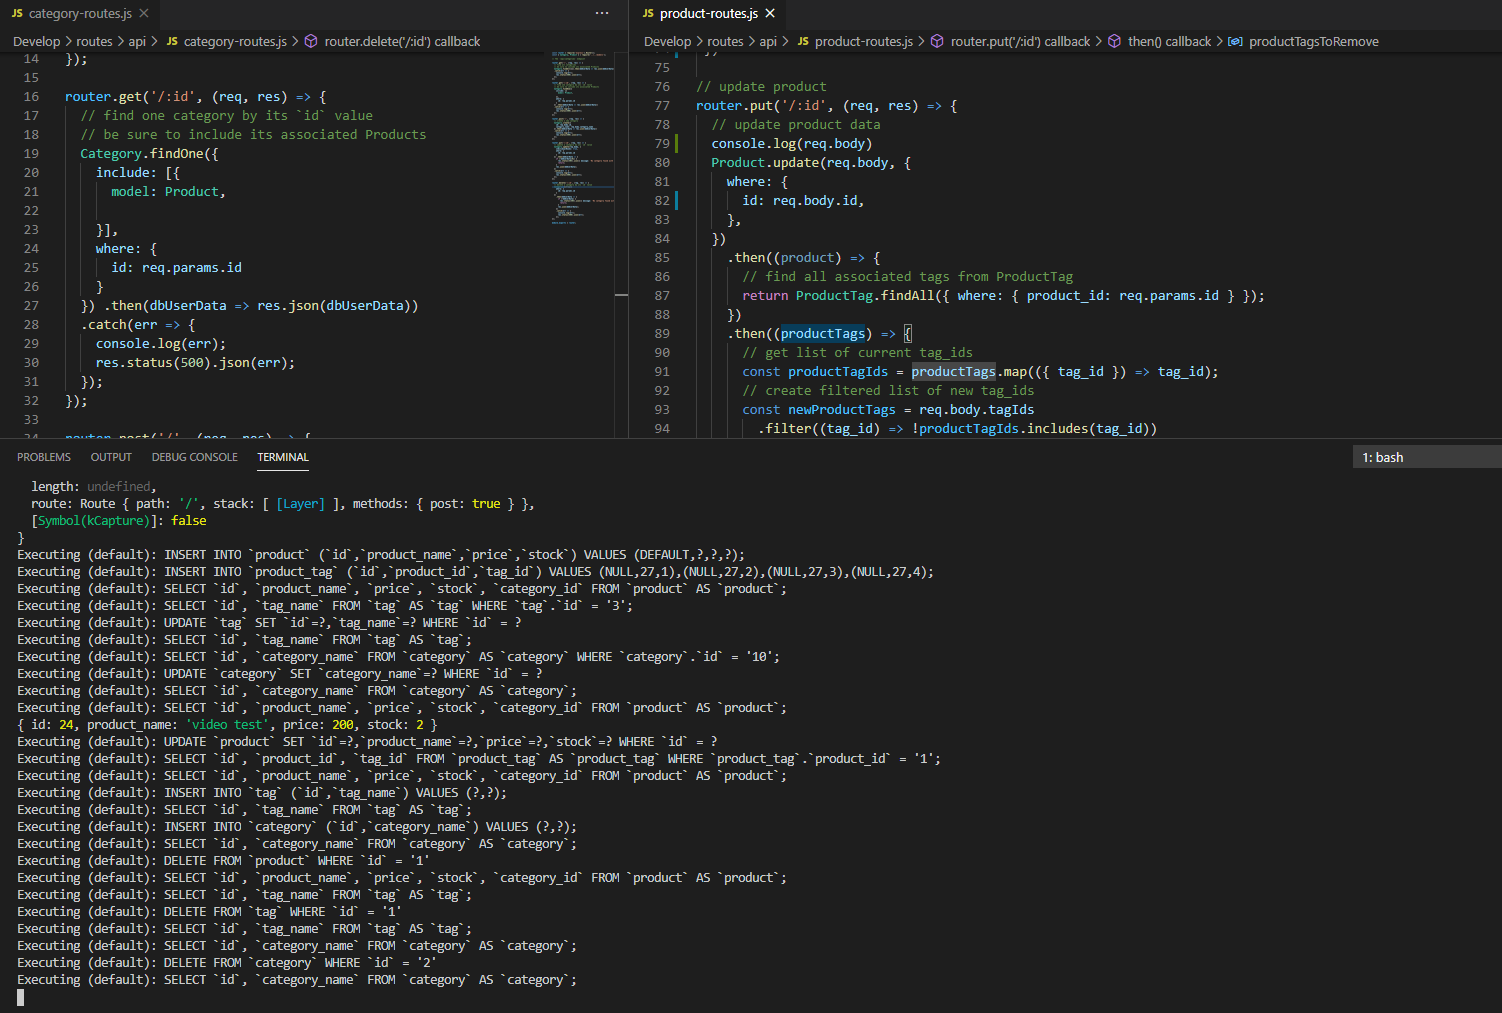 JS category-routes.js ×
Develop > routes > api > JS category-routes.js > router.delete('/:id') callback
14 });
15
16 router.get('/:id', (req, res) => {
17 // find one category by its `id` value
18 // be sure to include its associated Products
19 Category.findOne({
20 include: [{
21 model: Product,
22
23 }],
24 where: {
25 id: req.params.id
26 }
27 }) .then(dbUserData => res.json(dbUserData))
28 .catch(err => {
29 console.log(err);
30 res.status(500).json(err);
31 });
32 });
33
34 router.post('/', (req, res) => {
JS product-routes.js ×
Develop > routes > api > JS product-routes.js > router.put('/:id') callback > then() callback > productTagsToRemove
75
76 // update product
77 router.put('/:id', (req, res) => {
78 // update product data
79 console.log(req.body)
80 Product.update(req.body, {
81 where: {
82 id: req.body.id,
83 },
84 })
85 .then((product) => {
86 // find all associated tags from ProductTag
87 return ProductTag.findAll({ where: { product_id: req.params.id } });
88 })
89 .then((productTags) => {
90 // get list of current tag_ids
91 const productTagIds = productTags.map(({ tag_id }) => tag_id);
92 // create filtered list of new tag_ids
93 const newProductTags = req.body.tagIds
94 .filter((tag_id) => !productTagIds.includes(tag_id))
PROBLEMS OUTPUT DEBUG CONSOLE TERMINAL 1: bash
length: undefined,
route: Route { path: '/', stack: [ [Layer] ], methods: { post: true } },
[Symbol(kCapture)]: false
}
Executing (default): INSERT INTO `product` (`id`,`product_name`,`price`,`stock`) VALUES (DEFAULT,?,?,?);
Executing (default): INSERT INTO `product_tag` (`id`,`product_id`,`tag_id`) VALUES (NULL,27,1),(NULL,27,2),(NULL,27,3),(NULL,27,4);
Executing (default): SELECT `id`, `product_name`, `price`, `stock`, `category_id` FROM `product` AS `product`;
Executing (default): SELECT `id`, `tag_name` FROM `tag` AS `tag` WHERE `tag`.`id` = '3';
Executing (default): UPDATE `tag` SET `id`=?,`tag_name`=? WHERE `id` = ?
Executing (default): SELECT `id`, `tag_name` FROM `tag` AS `tag`;
Executing (default): SELECT `id`, `category_name` FROM `category` AS `category` WHERE `category`.`id` = '10';
Executing (default): UPDATE `category` SET `category_name`=? WHERE `id` = ?
Executing (default): SELECT `id`, `category_name` FROM `category` AS `category`;
Executing (default): SELECT `id`, `product_name`, `price`, `stock`, `category_id` FROM `product` AS `product`;
{ id: 24, product_name: 'video test', price: 200, stock: 2 }
Executing (default): UPDATE `product` SET `id`=?,`product_name`=?,`price`=?,`stock`=? WHERE `id` = ?
Executing (default): SELECT `id`, `product_id`, `tag_id` FROM `product_tag` AS `product_tag` WHERE `product_tag`.`product_id` = '1';
Executing (default): SELECT `id`, `product_name`, `price`, `stock`, `category_id` FROM `product` AS `product`;
Executing (default): INSERT INTO `tag` (`id`,`tag_name`) VALUES (?,?);
Executing (default): SELECT `id`, `tag_name` FROM `tag` AS `tag`;
Executing (default): INSERT INTO `category` (`id`,`category_name`) VALUES (?,?);
Executing (default): SELECT `id`, `category_name` FROM `category` AS `category`;
Executing (default): DELETE FROM `product` WHERE `id` = '1'
Executing (default): SELECT `id`, `product_name`, `price`, `stock`, `category_id` FROM `product` AS `product`;
Executing (default): SELECT `id`, `tag_name` FROM `tag` AS `tag`;
Executing (default): DELETE FROM `tag` WHERE `id` = '1'
Executing (default): SELECT `id`, `tag_name` FROM `tag` AS `tag`;
Executing (default): SELECT `id`, `category_name` FROM `category` AS `category`;
Executing (default): DELETE FROM `category` WHERE `id` = '2'
Executing (default): SELECT `id`, `category_name` FROM `category` AS `category`;